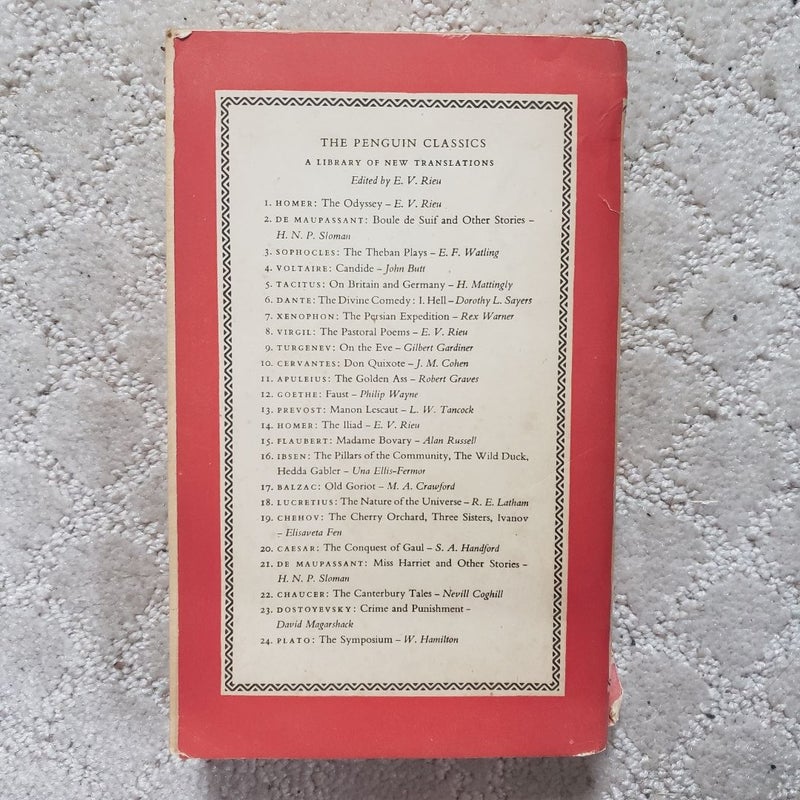 THE PENGUIN CLASSICS
A LIBRARY OF NEW TRANSLATIONS
Edited by E. V. Rieu
1. HOMER: The Odyssey – E. V. Rieu
2. DE MAUPASSANT: Boule de Suif and Other Stories –
H. N. P. Sloman
3. SOPHOCLES: The Theban Plays – E. F. Watling
4. VOLTAIRE: Candide – John Butt
5. TACITUS: On Britain and Germany – H. Mattingly
6. DANTE: The Divine Comedy: I. Hell – Dorothy L. Sayers
7. XENOPHON: The Persian Expedition – Rex Warner
8. VIRGIL: The Pastoral Poems – E. V. Rieu
9. TURGENEV: On the Eve – Gilbert Gardiner
10. CERVANTES: Don Quixote – J. M. Cohen
11. APULEIUS: The Golden Ass – Robert Graves
12. GOETHE: Faust – Philip Wayne
13. PREVOST: Manon Lescaut – L. W. Tancock
14. HOMER: The Iliad – E. V. Rieu
15. FLAUBERT: Madame Bovary – Alan Russell
16. IBSEN: The Pillars of the Community, The Wild Duck,
Hedda Gabler – Una Ellis-Fermor
17. BALZAC: Old Goriot – M. A. Crawford
18. LUCRETIUS: The Nature of the Universe – R. E. Latham
19. CHEHOV: The Cherry Orchard, Three Sisters, Ivanov
– Elisaveta Fen
20. CAESAR: The Conquest of Gaul – S. A. Handford
21. DE MAUPASSANT: Miss Harriet and Other Stories –
H. N. P. Sloman
22. CHAUCER: The Canterbury Tales – Nevill Coghill
23. DOSTOYEVSKY: Crime and Punishment –
David Magarshack
24. PLATO: The Symposium – W. Hamilton